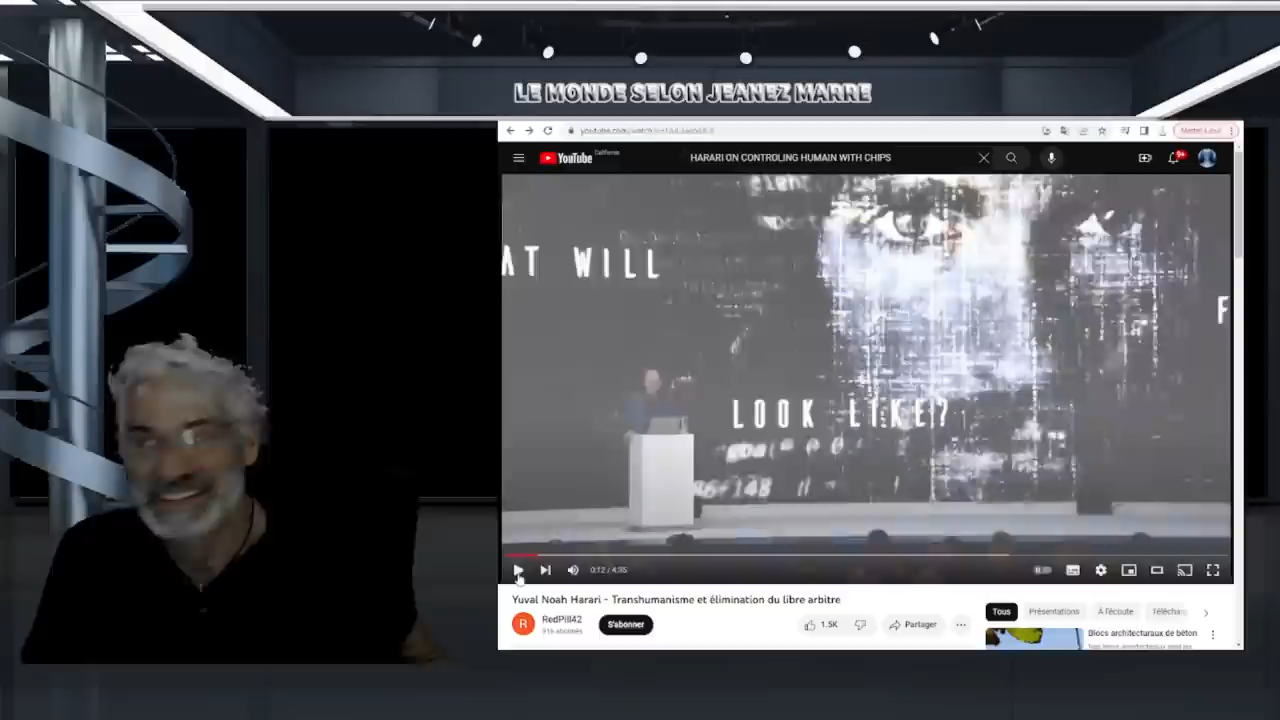 LE MONDE SELON JEANEZ MARRE
YouTube
California
HARARI ON CONTROLING HUMAIN WITH CHIPS
9+
AT WILL
F
LOOK LIKE?
0:12 / 4:35
Yuval Noah Harari - Transhumanisme et élimination du libre arbitre
R
RedPill42
S'abonner
1.5K
Partager
Tous
Présentations
À l'écoute
Blocs architecturaux de béton